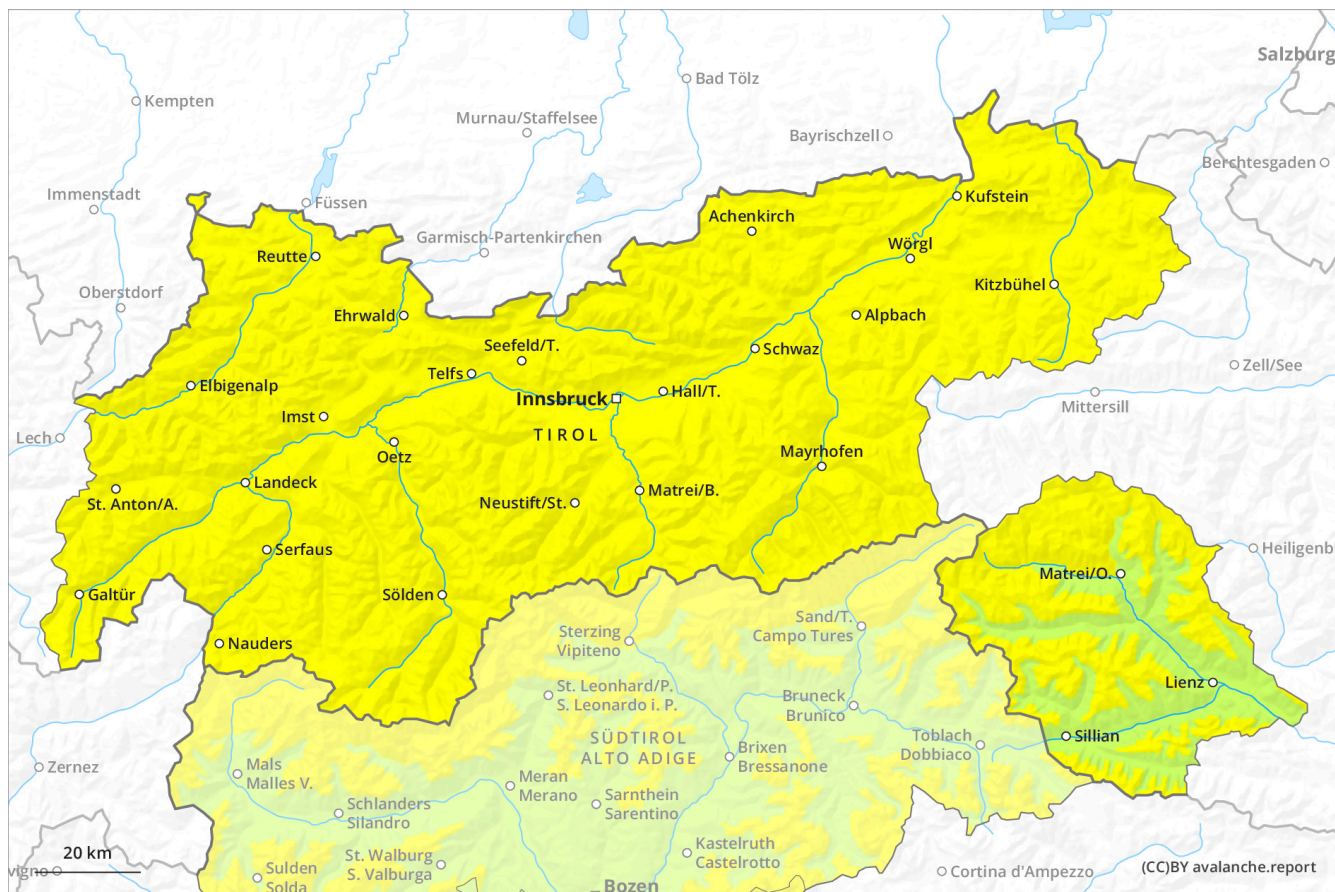 Salzburg
Bad Tölz
Kempten
Murnau/Staffelsee
Bayrischzell
Berchtesgaden
Immenstadt
Füssen
Kufstein
Achenkirch
Garmisch-Partenkirchen
Wörgl
Reutte
Kitzbühel
Oberstdorf
Ehrwald
Alpbach
Seefeld/T.
Schwaz
Zell/See
Telfs
Elbigenalp
Innsbruck
Hall/T.
Mittersill
Imst
TIROL
Lech
Oetz
Mayrhofen
Landeck
Matrei/B.
St. Anton/A.
Neustift/St.
Serfaus
Heiligenb
Matrei/O.
Galtür
Sölden
Sand/T.
Campo Tures
Sterzing
Vipiteno
Nauders
Lienz
St. Leonhard/P.
S. Leonardo i. P.
Bruneck
Brunico
Sillian
SÜDTIROL
ALTO ADIGE
Toblach
Dobbiaco
Brixen
Bressanone
Zernez
Mals
Malles V.
Meran
Merano
Sarnthein
Sarentino
Schlanders
Silandro
Kastelruth
Castelrotto
20 km
St. Walburg
S. Valburga
vigno
Sulden
Solda
Cortina d'Ampezzo
(CC)BY avalanche.report
Bozen